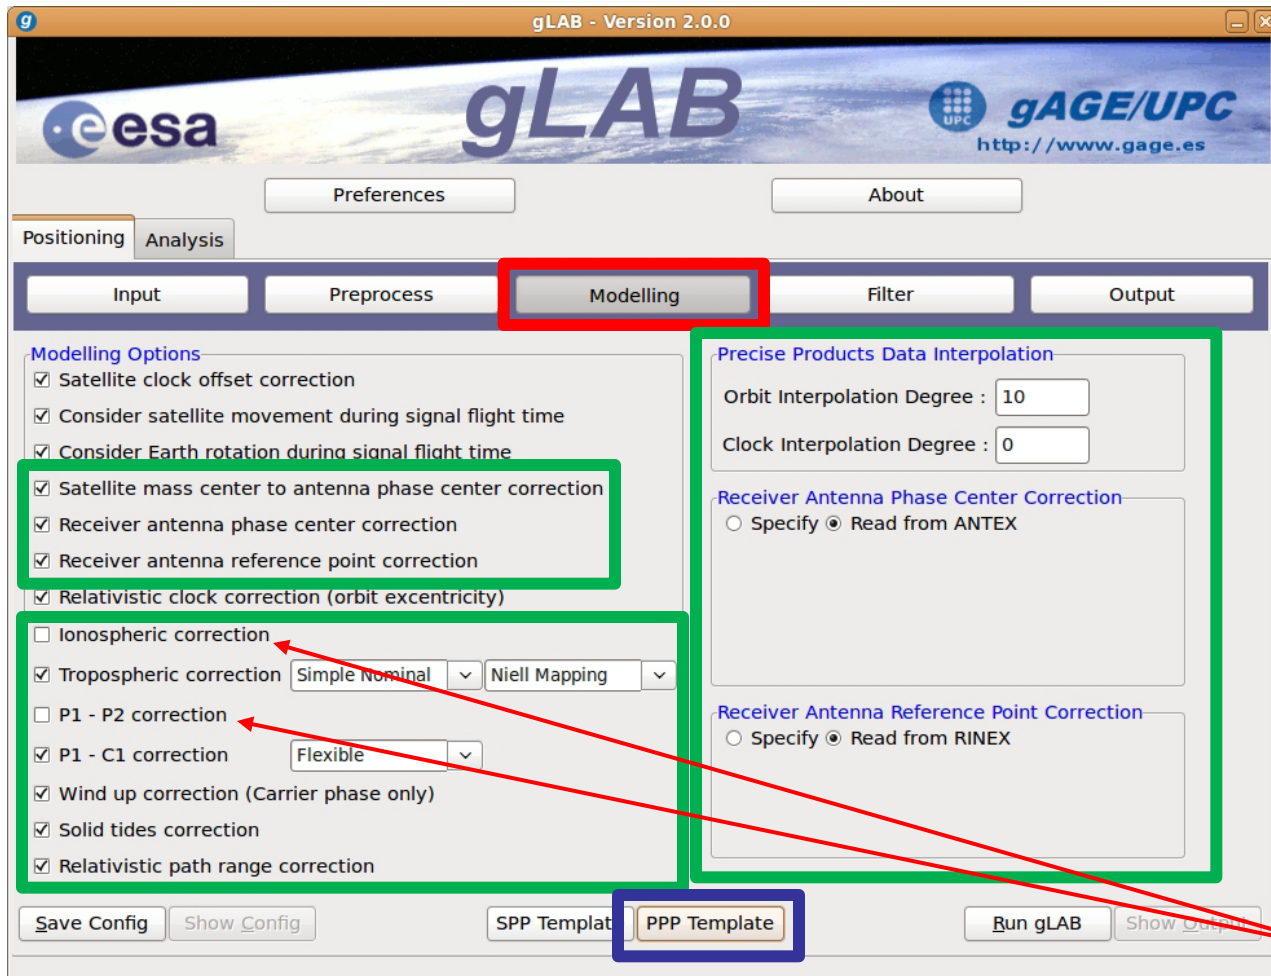 g
gLAB - Version 2.0.0
esa
gLAB
UPC
gAGE/UPC
http://www.gage.es
Preferences
About
Positioning
Analysis
Input
Preprocess
Modelling
Filter
Output
Modelling Options
Satellite clock offset correction
Consider satellite movement during signal flight time
Consider Earth rotation during signal flight time
Satellite mass center to antenna phase center correction
Receiver antenna phase center correction
Receiver antenna reference point correction
Relativistic clock correction (orbit excentricity)
Ionospheric correction
Tropospheric correction Simple Nominal Niell Mapping
P1 - P2 correction
P1 - C1 correction Flexible
Wind up correction (Carrier phase only)
Solid tides correction
Relativistic path range correction
Precise Products Data Interpolation
Orbit Interpolation Degree : 10
Clock Interpolation Degree : 0
Receiver Antenna Phase Center Correction
Specify Read from ANTEX
Receiver Antenna Reference Point Correction
Specify Read from RINEX
Save Config
Show Config
SPP Templat
PPP Template
Run gLAB
Show Output